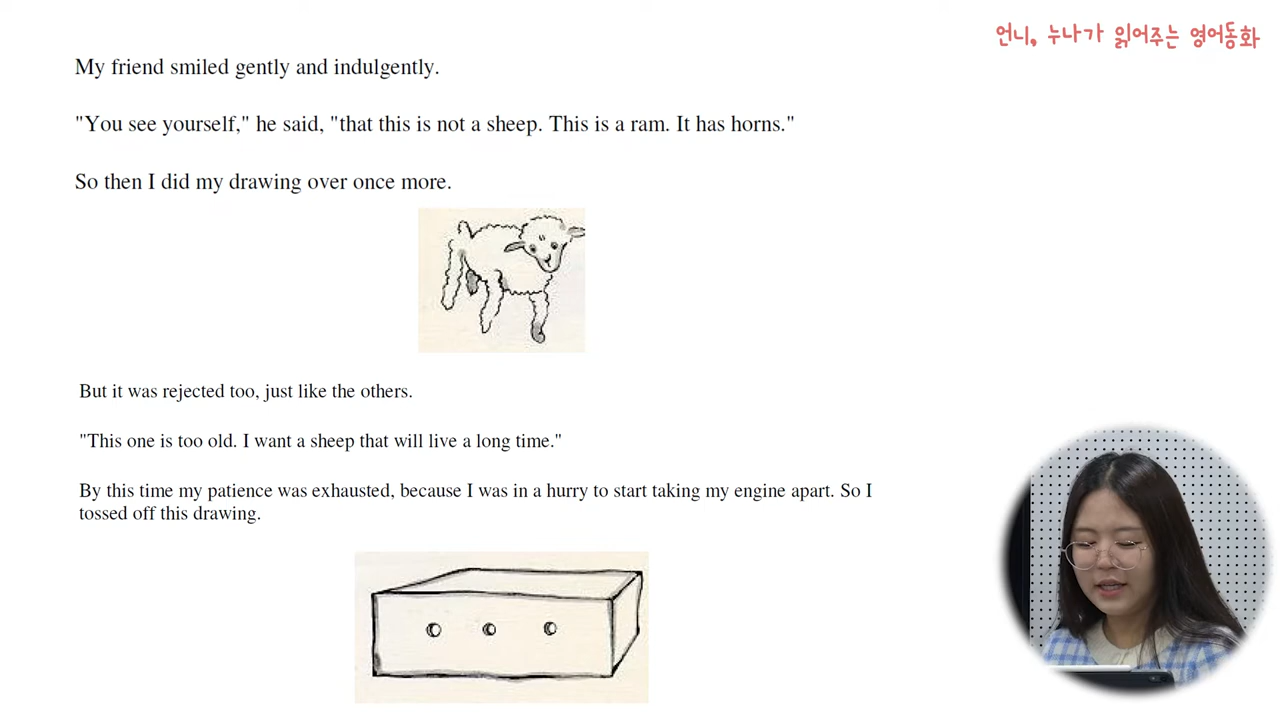 언니, 누나가 읽어주는 영어동화
My friend smiled gently and indulgently.
"You see yourself," he said, "that this is not a sheep. This is a ram. It has horns."
So then I did my drawing over once more.
But it was rejected too, just like the others.
"This one is too old. I want a sheep that will live a long time."
By this time my patience was exhausted, because I was in a hurry to start taking my engine apart. So I
tossed off this drawing.